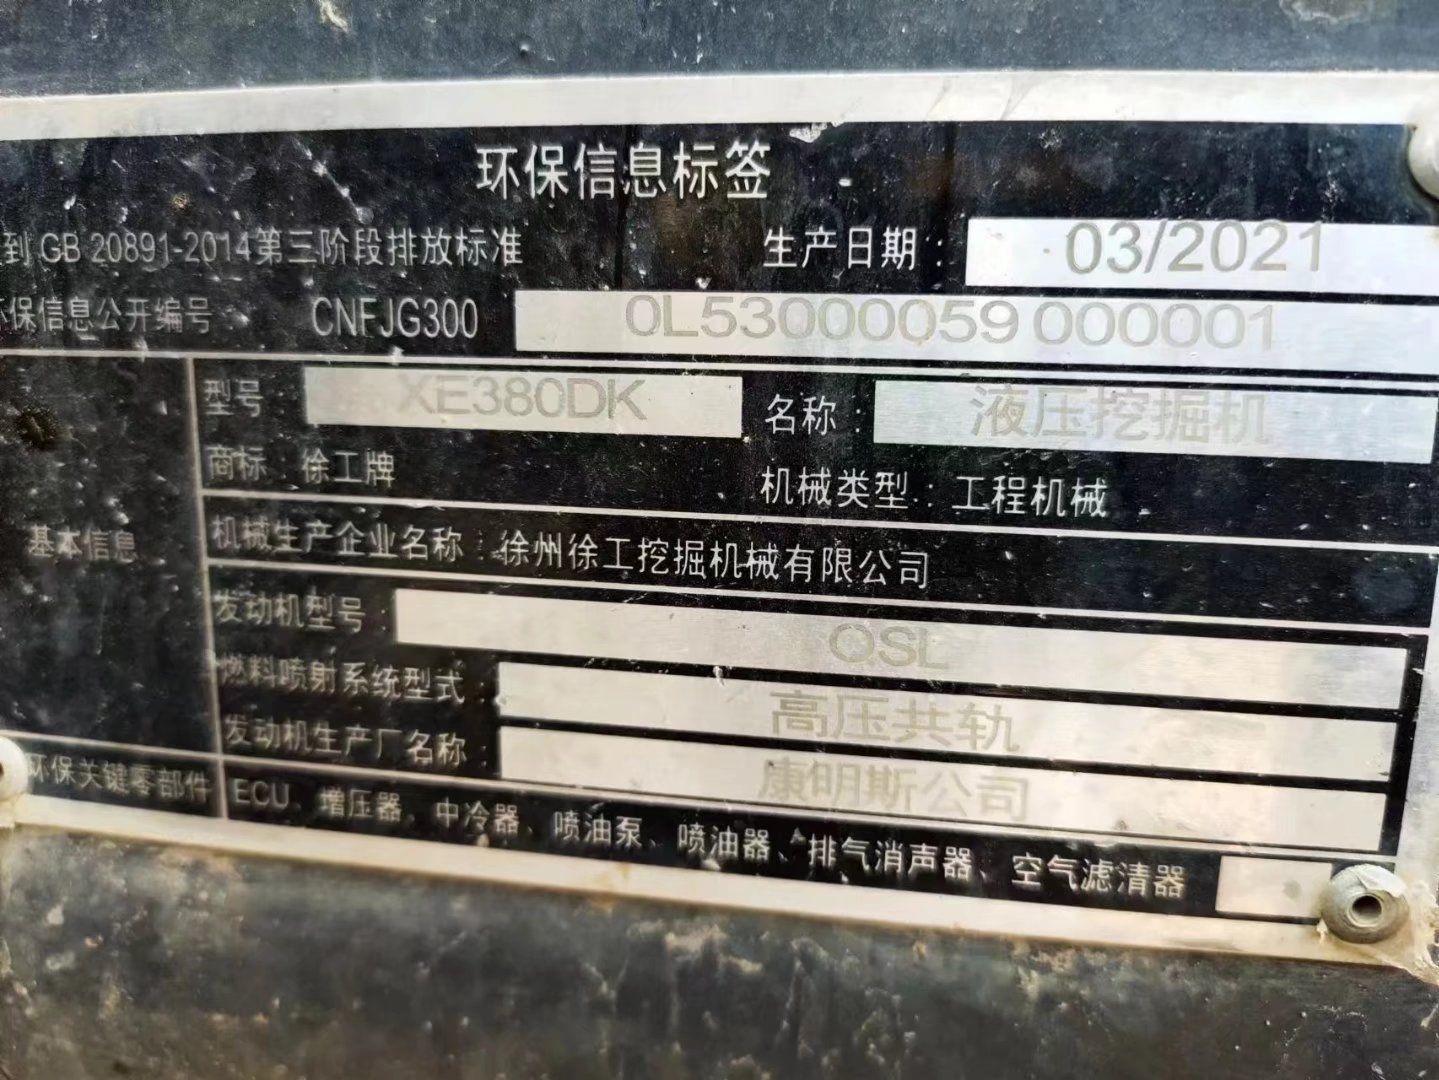 环保信息标签
到 GB 20891-2014第三阶段排放标准 生产日期：03/2021
环保信息公开编号 CNFJG300 0L53000059 000001
型号：XE380DK 名称：液压挖掘机
商标：徐工牌 机械类型：工程机械
基本信息
机械生产企业名称：徐州徐工挖掘机械有限公司
发动机型号：QSL
燃料喷射系统型式：高压共轨
发动机生产厂名称：康明斯公司
环保关键零部件 ECU、增压器、中冷器、喷油泵、喷油器、排气消声器、空气滤清器